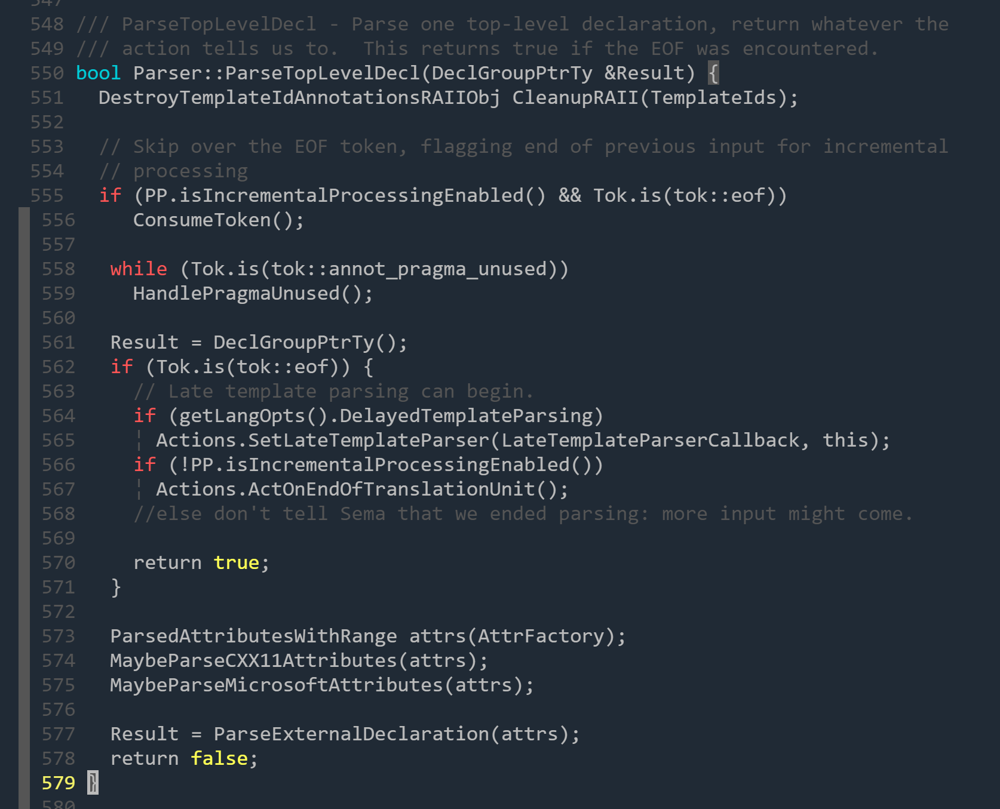 547
548 /// ParseTopLevelDecl - Parse one top-level declaration, return whatever the
549 /// action tells us to.  This returns true if the EOF was encountered.
550 bool Parser::ParseTopLevelDecl(DeclGroupPtrTy &Result) {
551   DestroyTemplateIdAnnotationsRAIIObj CleanupRAII(TemplateIds);
552
553   // Skip over the EOF token, flagging end of previous input for incremental
554   // processing
555   if (PP.isIncrementalProcessingEnabled() && Tok.is(tok::eof))
556     ConsumeToken();
557
558   while (Tok.is(tok::annot_pragma_unused))
559     HandlePragmaUnused();
560
561   Result = DeclGroupPtrTy();
562   if (Tok.is(tok::eof)) {
563     // Late template parsing can begin.
564     if (getLangOpts().DelayedTemplateParsing)
565     ¦ Actions.SetLateTemplateParser(LateTemplateParserCallback, this);
566     if (!PP.isIncrementalProcessingEnabled())
567     ¦ Actions.ActOnEndOfTranslationUnit();
568     //else don't tell Sema that we ended parsing: more input might come.
569
570     return true;
571   }
572
573   ParsedAttributesWithRange attrs(AttrFactory);
574   MaybeParseCXX11Attributes(attrs);
575   MaybeParseMicrosoftAttributes(attrs);
576
577   Result = ParseExternalDeclaration(attrs);
578   return false;
579 }
580